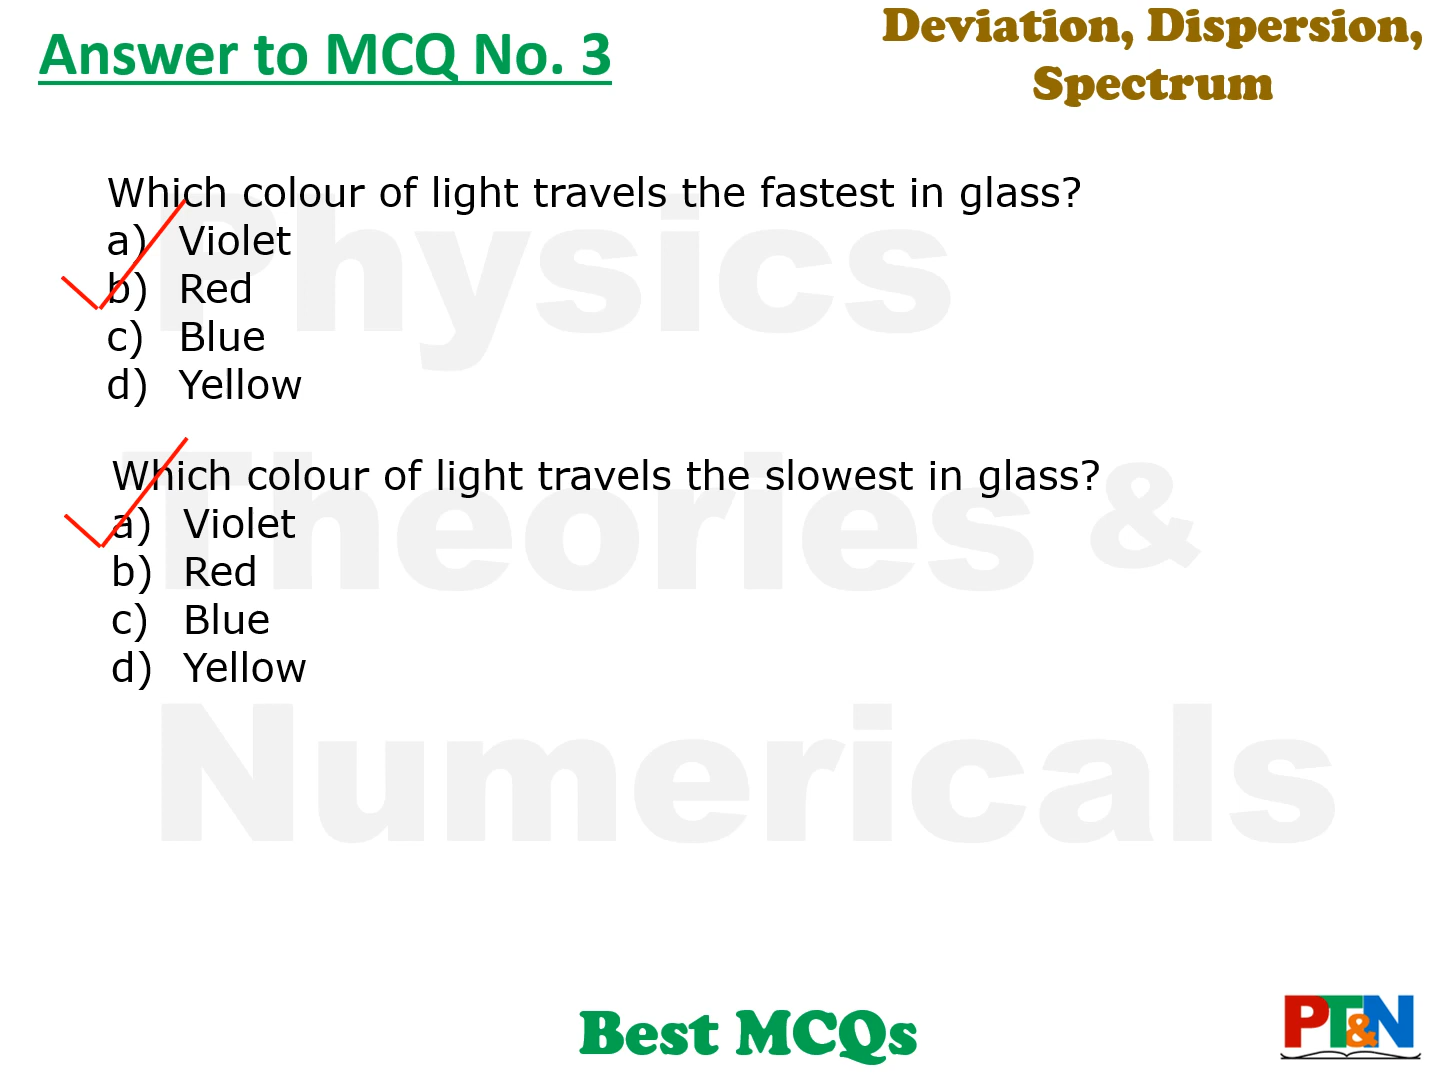 Answer to MCQ No. 3
Deviation, Dispersion,
Spectrum
Which colour of light travels the fastest in glass?
a) Violet
b) Red
c) Blue
d) Yellow
Which colour of light travels the slowest in glass?
a) Violet
b) Red
c) Blue
d) Yellow
Physics
Theories &
Numericals
Best MCQs
PT&N